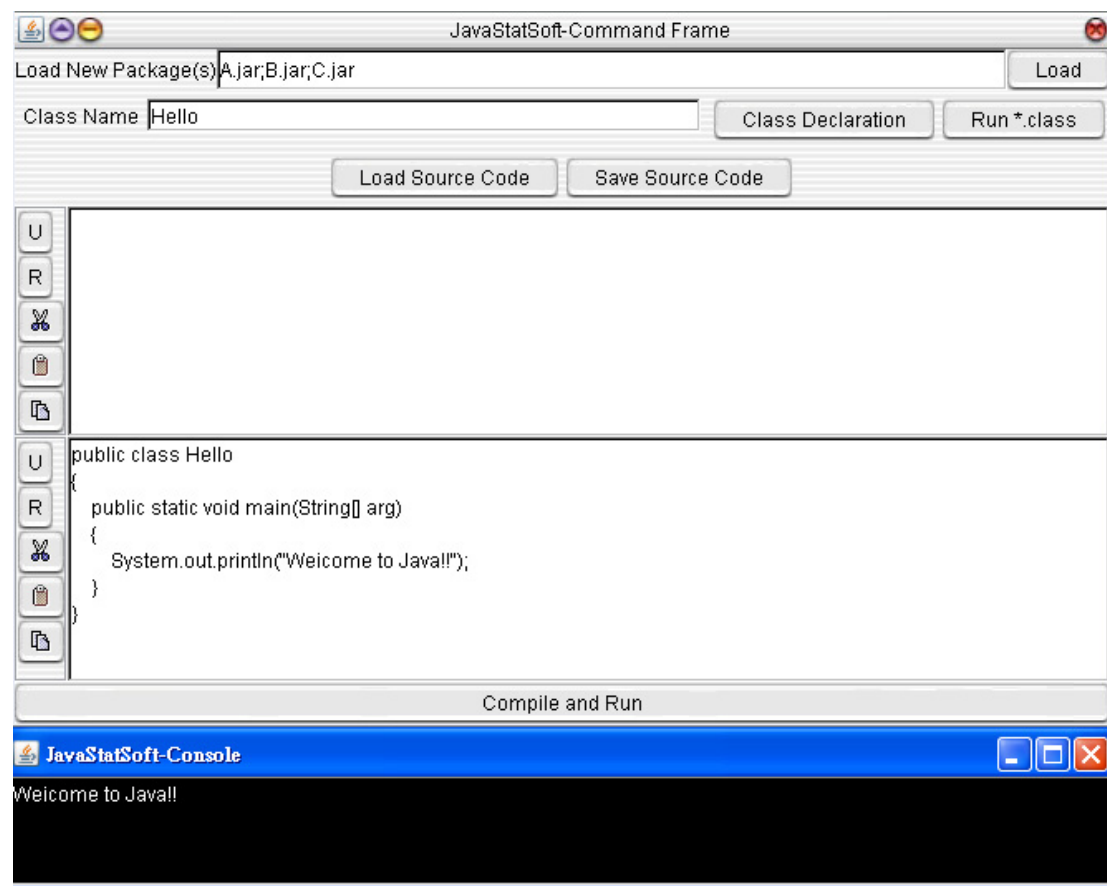 JavaStatSoft-Command Frame
Load New Package(s) A.jar;B.jar;C.jar Load
Class Name Hello Class Declaration Run *.class
Load Source Code Save Source Code
U
R
U
R
public class Hello
{
public static void main(String[] arg)
{
System.out.println("Weicome to Java!!");
}
}
Compile and Run
JavaStatSoft-Console
Weicome to Java!!